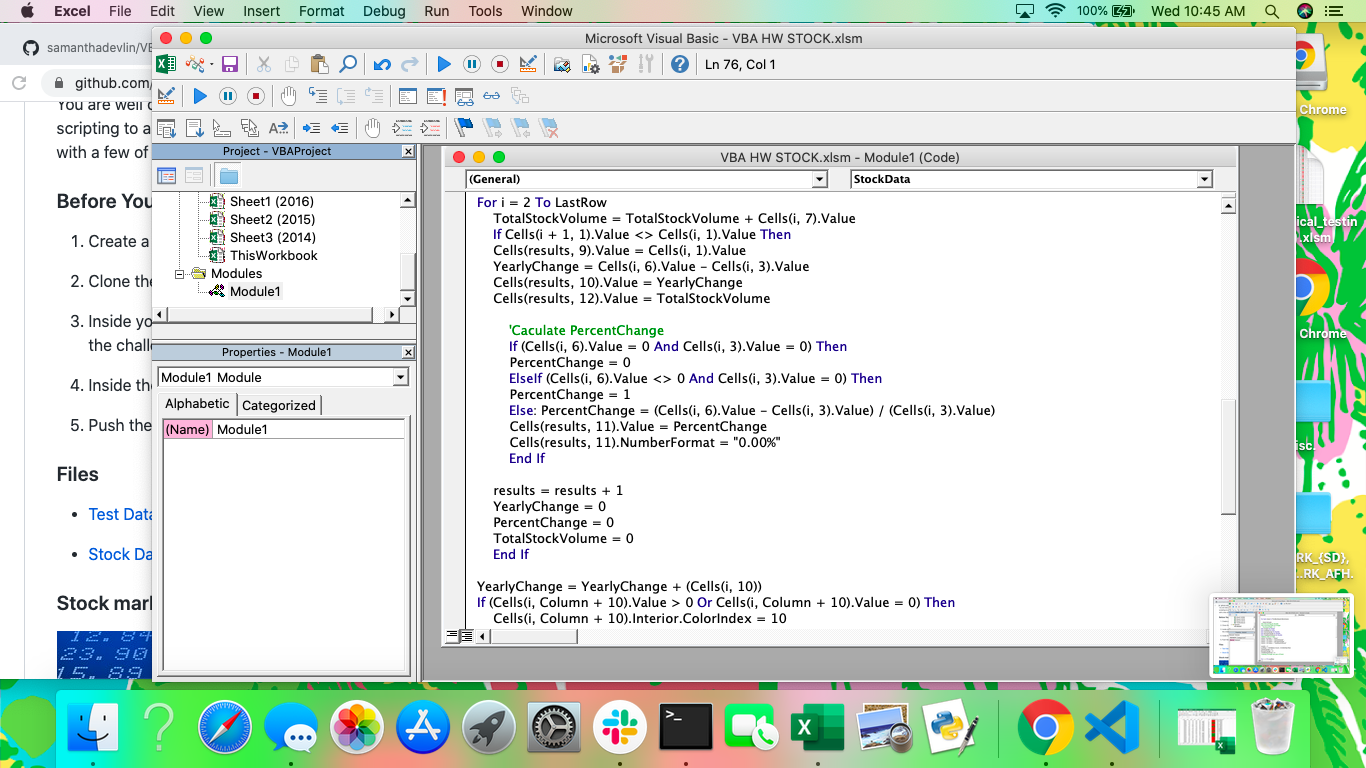 Excel File Edit View Insert Format Debug Run Tools Window 100% Wed 10:45 AM
samanthadevlin/VB
Microsoft Visual Basic - VBA HW STOCK.xlsm
github.com/
Ln 76, Col 1
You are well
scripting to a
with a few of
Before You
1. Create a
2. Clone the
3. Inside yo
the challe
4. Inside the
5. Push the
Files
Test Data
Stock Da
Stock mar
12.84
23.90
15.89
Project - VBAProject
Sheet1 (2016)
Sheet2 (2015)
Sheet3 (2014)
ThisWorkbook
Modules
Module1
Properties - Module1
Module1 Module
Alphabetic Categorized
(Name) Module1
VBA HW STOCK.xlsm - Module1 (Code)
(General) StockData
For i = 2 To LastRow
TotalStockVolume = TotalStockVolume + Cells(i, 7).Value
If Cells(i + 1, 1).Value <> Cells(i, 1).Value Then
Cells(results, 9).Value = Cells(i, 1).Value
YearlyChange = Cells(i, 6).Value - Cells(i, 3).Value
Cells(results, 10).Value = YearlyChange
Cells(results, 12).Value = TotalStockVolume
'Caculate PercentChange
If (Cells(i, 6).Value = 0 And Cells(i, 3).Value = 0) Then
PercentChange = 0
ElseIf (Cells(i, 6).Value <> 0 And Cells(i, 3).Value = 0) Then
PercentChange = 1
Else: PercentChange = (Cells(i, 6).Value - Cells(i, 3).Value) / (Cells(i, 3).Value)
Cells(results, 11).Value = PercentChange
Cells(results, 11).NumberFormat = "0.00%"
End If
results = results + 1
YearlyChange = 0
PercentChange = 0
TotalStockVolume = 0
End If
YearlyChange = YearlyChange + (Cells(i, 10))
If (Cells(i, Column + 10).Value > 0 Or Cells(i, Column + 10).Value = 0) Then
Cells(i, Column + 10).Interior.ColorIndex = 10
Chrome
ical_testin
.xlsm
Chrome
isc.
RK_{SD},
...RK_AFH.